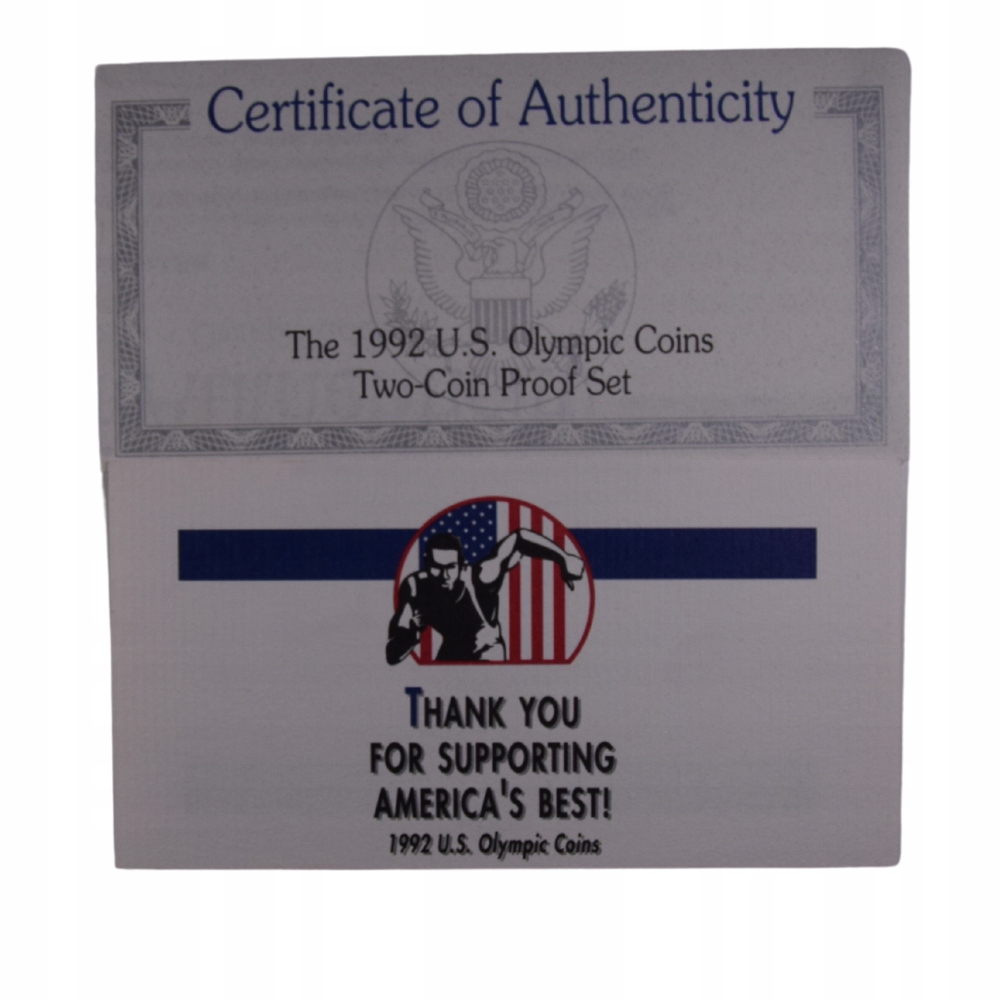 Certificate of Authenticity
The 1992 U.S. Olympic Coins
Two-Coin Proof Set
THANK YOU
FOR SUPPORTING
AMERICA'S BEST!
1992 U.S. Olympic Coins